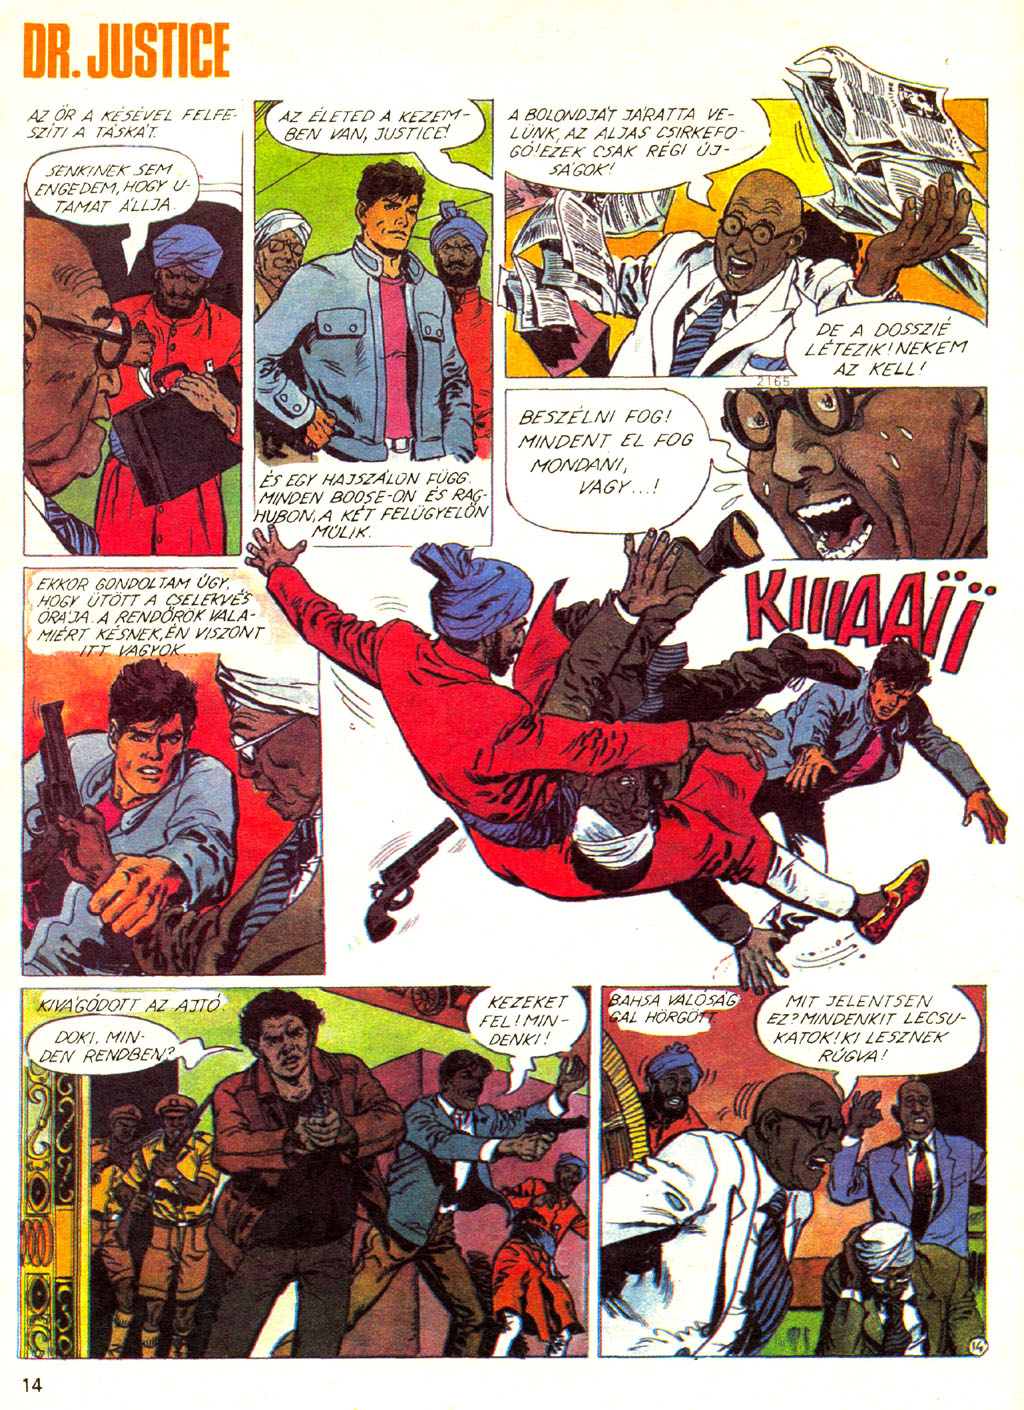 DR. JUSTICE
AZ ŐR A KÉSÉVEL FELFE-
SZÍTI A TÁSKÁT.
SENKINEK SEM
ENGEDEM, HOGY U-
TAMAT ÁLLJA.
AZ ÉLETED A KEZEM-
BEN VAN, JUSTICE!
ÉS EGY HAJSZÁLON FÜGG.
MINDEN BOOSE-ON ÉS RAG-
HUBON, A KÉT FELÜGYELŐN
MÚLIK.
A BOLONDJÁT JÁRATTA VE-
LÜNK, AZ ALJAS CSIRKEFO-
GÓ! EZEK CSAK RÉGI ÚJ-
SÁGOK!
DE A DOSSZIÉ
LÉTEZIK! NEKEM
AZ KELL!
2165
BESZÉLNI FOG!
MINDENT EL FOG
MONDANI,
VAGY...!
EKKOR GONDOLTAM ÚGY,
HOGY ÜTÖTT A CSELEKVÉS
ÓRÁJA. A RENDŐRÖK VALA-
MIÉRT KÉSNEK, ÉN VISZONT
ITT VAGYOK...
KIIIAAÏÏ
KIVÁGÓDOTT AZ AJTÓ.
DOKI, MIN-
DEN RENDBEN?
KEZEKET
FEL! MIN-
DENKI!
BAHSA VALÓSÁG-
GAL HÖRGÖTT.
MIT JELENTSEN
EZ? MINDENKIT LECSU-
KATOK! KI LESZNEK
RÚGVA!
14
14